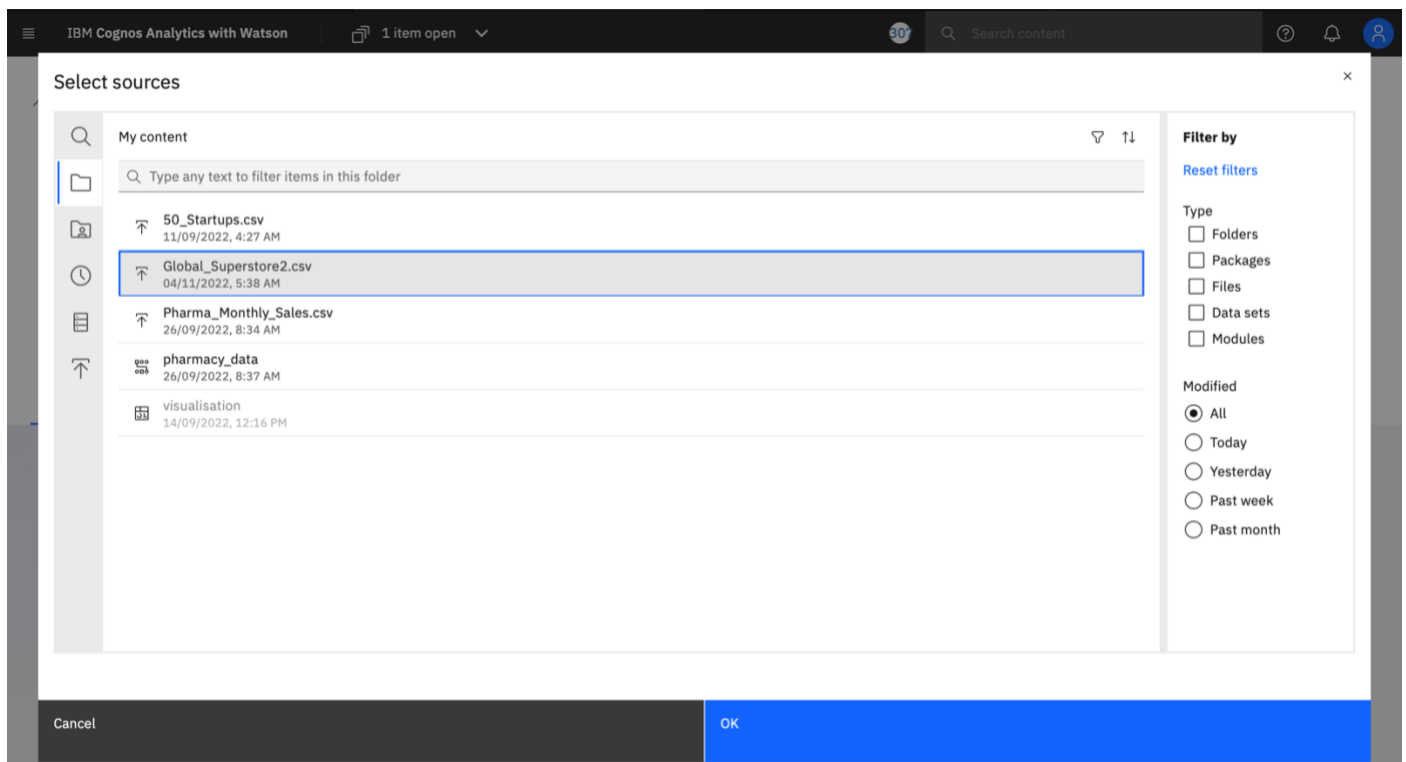 IBM Cognos Analytics with Watson
1 item open
Search content
Select sources
My content
Type any text to filter items in this folder
50_Startups.csv
11/09/2022, 4:27 AM
Global_Superstore2.csv
04/11/2022, 5:38 AM
Pharma_Monthly_Sales.csv
26/09/2022, 8:34 AM
pharmacy_data
26/09/2022, 8:37 AM
visualisation
14/09/2022, 12:16 PM
Filter by
Reset filters
Type
Folders
Packages
Files
Data sets
Modules
Modified
All
Today
Yesterday
Past week
Past month
Cancel
OK